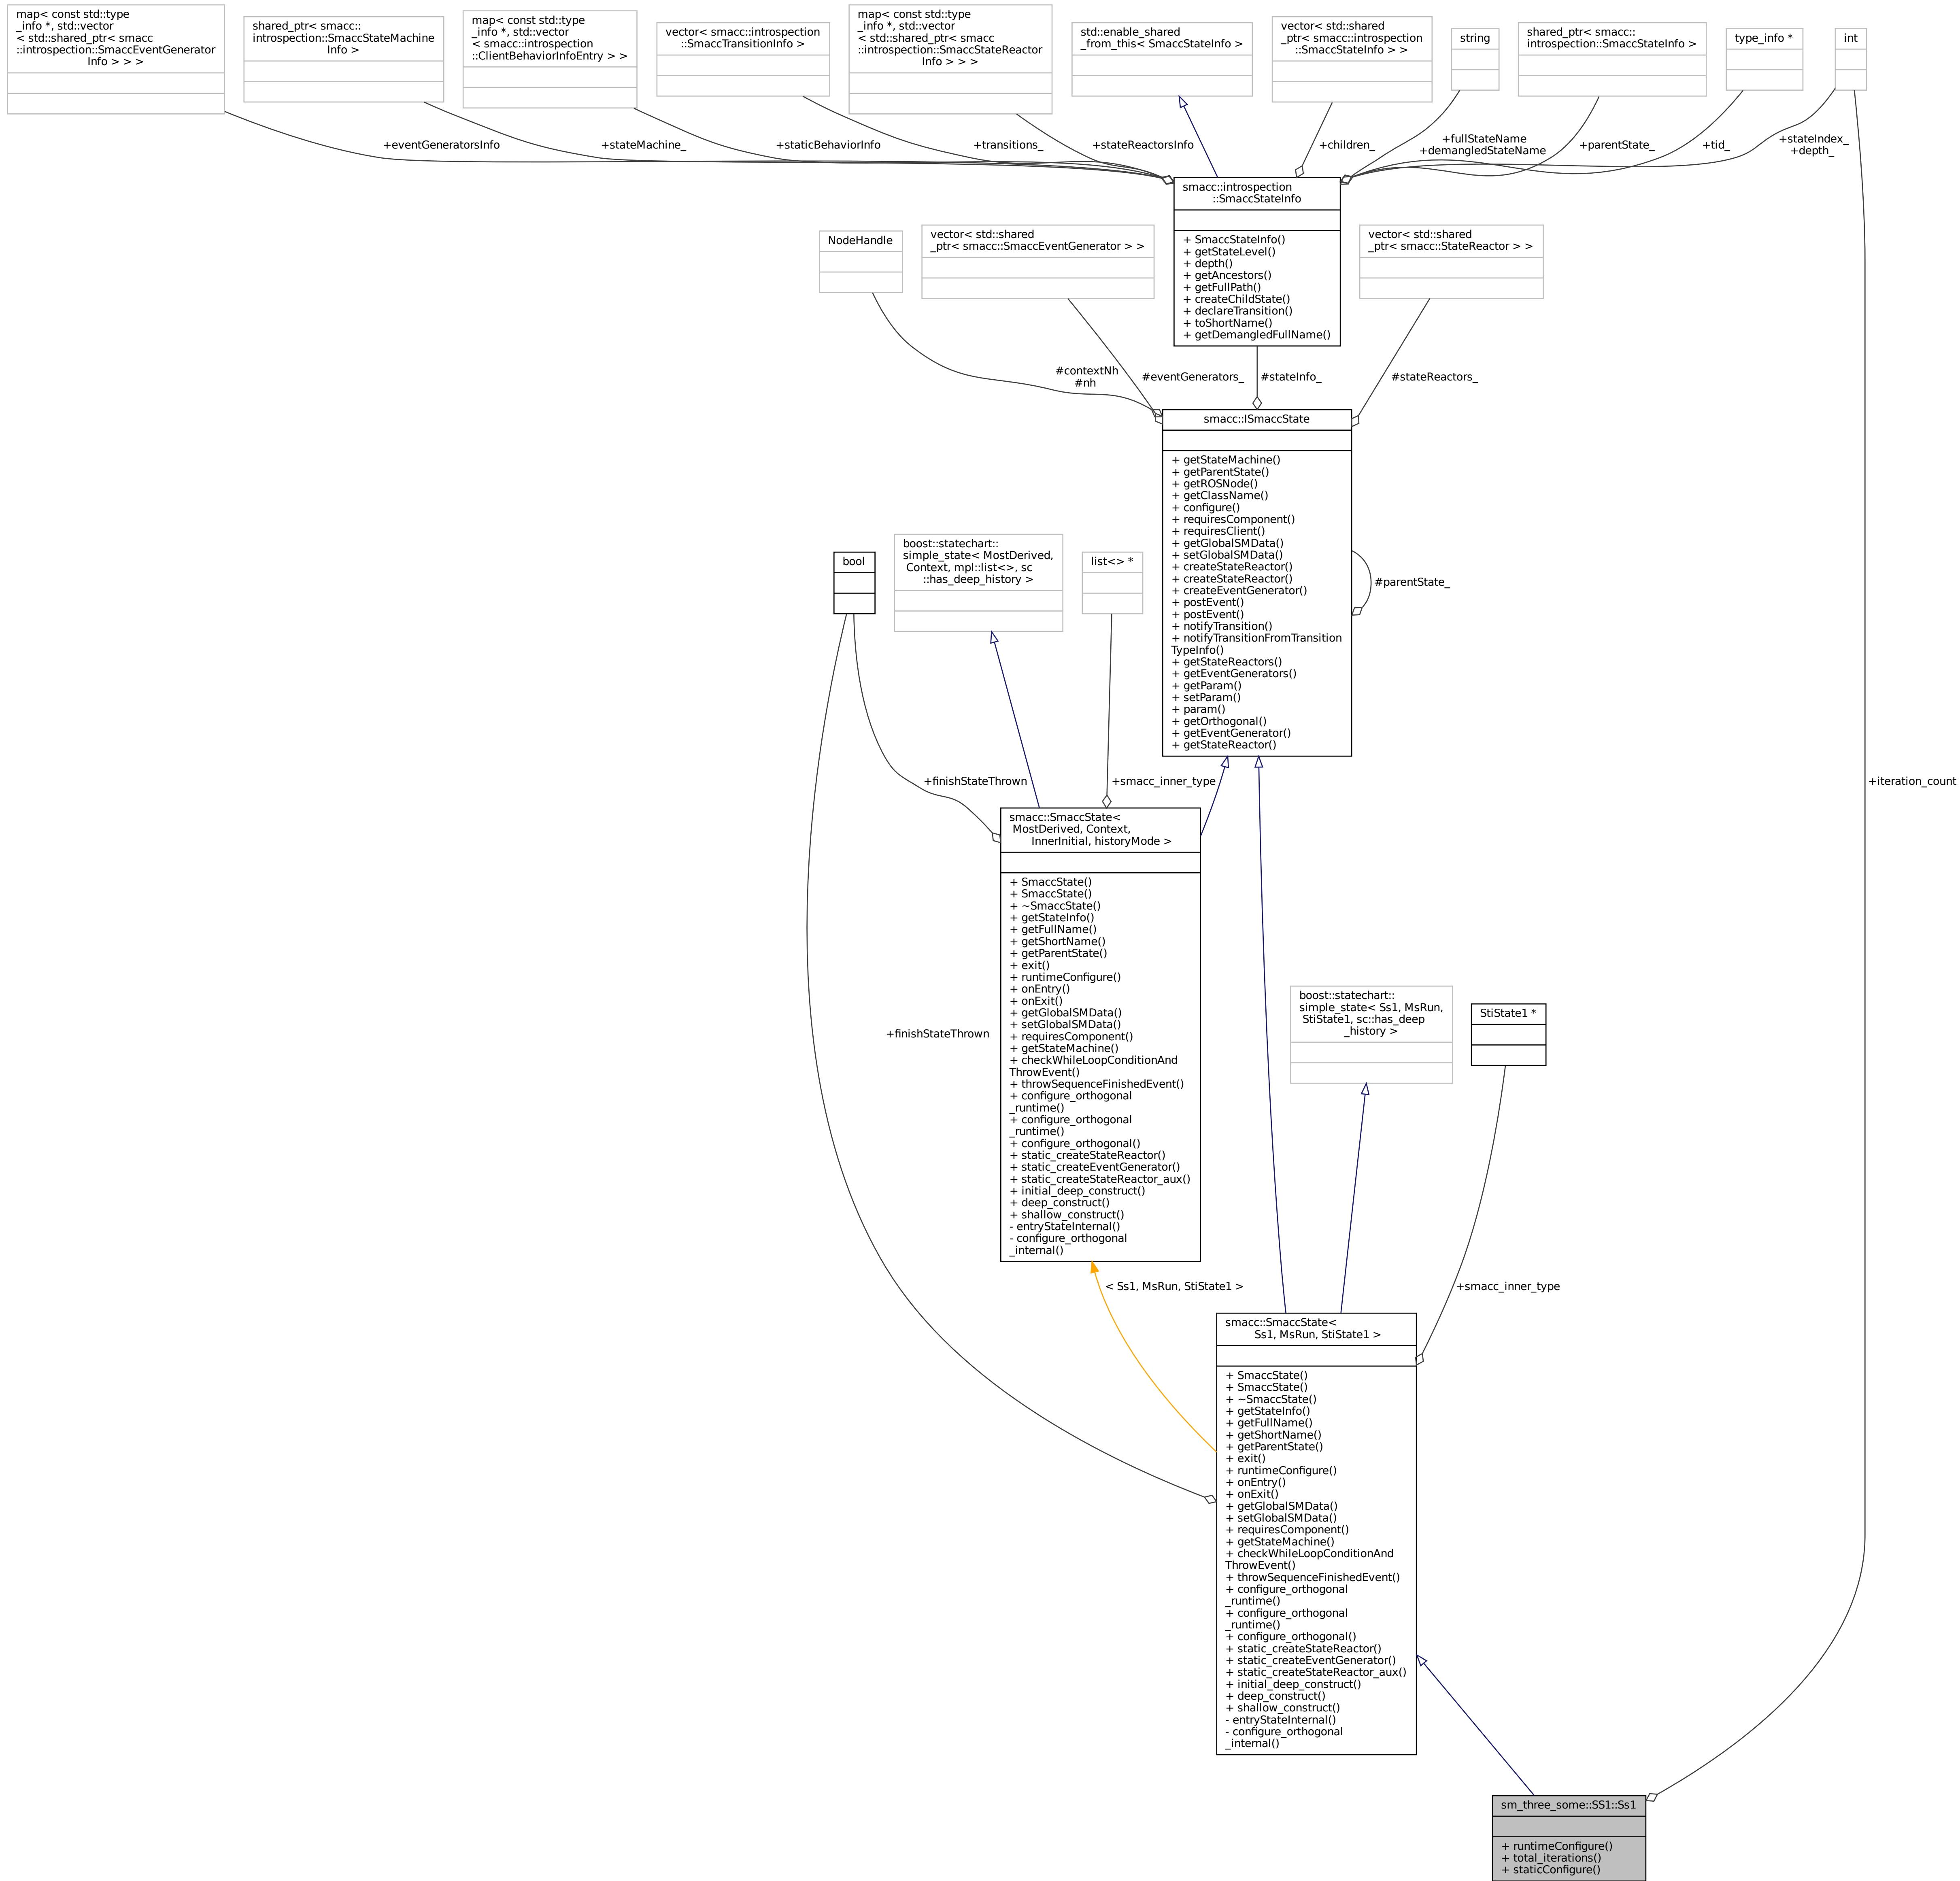 map< const std::type
_info *, std::vector
< std::shared_ptr< smacc
::introspection::SmaccEventGenerator
Info > > >
shared_ptr< smacc::
introspection::SmaccStateMachine
Info >
map< const std::type
_info *, std::vector
< smacc::introspection
::ClientBehaviorInfoEntry > >
vector< smacc::introspection
::SmaccTransitionInfo >
map< const std::type
_info *, std::vector
< std::shared_ptr< smacc
::introspection::SmaccStateReactor
Info > > >
std::enable_shared
_from_this< SmaccStateInfo >
vector< std::shared
_ptr< smacc::introspection
::SmaccStateInfo > >
string
shared_ptr< smacc::
introspection::SmaccStateInfo >
type_info *
int
+eventGeneratorsInfo
+stateMachine_
+staticBehaviorInfo
+transitions_
+stateReactorsInfo
+children_
+fullStateName
+demangledStateName
+parentState_
+tid_
+stateIndex_
+depth_
smacc::introspection
::SmaccStateInfo
+ SmaccStateInfo()
+ getStateLevel()
+ depth()
+ getAncestors()
+ getFullPath()
+ createChildState()
+ declareTransition()
+ toShortName()
+ getDemangledFullName()
NodeHandle
vector< std::shared
_ptr< smacc::SmaccEventGenerator > >
vector< std::shared
_ptr< smacc::StateReactor > >
#contextNh
#nh
#eventGenerators_
#stateInfo_
#stateReactors_
smacc::ISmaccState
+ getStateMachine()
+ getParentState()
+ getROSNode()
+ getClassName()
+ configure()
+ requiresComponent()
+ requiresClient()
+ getGlobalSMData()
+ setGlobalSMData()
+ createStateReactor()
+ createStateReactor()
+ createEventGenerator()
+ postEvent()
+ postEvent()
+ notifyTransition()
+ notifyTransitionFromTransition
TypeInfo()
+ getStateReactors()
+ getEventGenerators()
+ getParam()
+ setParam()
+ param()
+ getOrthogonal()
+ getEventGenerator()
+ getStateReactor()
#parentState_
bool
boost::statechart::
simple_state< MostDerived,
Context, mpl::list<>, sc
::has_deep_history >
list<> *
+finishStateThrown
+smacc_inner_type
+iteration_count
smacc::SmaccState<
MostDerived, Context,
InnerInitial, historyMode >
+ SmaccState()
+ SmaccState()
+ ~SmaccState()
+ getStateInfo()
+ getFullName()
+ getShortName()
+ getParentState()
+ exit()
+ runtimeConfigure()
+ onEntry()
+ onExit()
+ getGlobalSMData()
+ setGlobalSMData()
+ requiresComponent()
+ getStateMachine()
+ checkWhileLoopConditionAnd
ThrowEvent()
+ throwSequenceFinishedEvent()
+ configure_orthogonal
_runtime()
+ configure_orthogonal
_runtime()
+ configure_orthogonal()
+ static_createStateReactor()
+ static_createEventGenerator()
+ static_createStateReactor_aux()
+ initial_deep_construct()
+ deep_construct()
+ shallow_construct()
- entryStateInternal()
- configure_orthogonal
_internal()
+finishStateThrown
boost::statechart::
simple_state< Ss1, MsRun,
StiState1, sc::has_deep
_history >
StiState1 *
< Ss1, MsRun, StiState1 >
+smacc_inner_type
smacc::SmaccState<
Ss1, MsRun, StiState1 >
+ SmaccState()
+ SmaccState()
+ ~SmaccState()
+ getStateInfo()
+ getFullName()
+ getShortName()
+ getParentState()
+ exit()
+ runtimeConfigure()
+ onEntry()
+ onExit()
+ getGlobalSMData()
+ setGlobalSMData()
+ requiresComponent()
+ getStateMachine()
+ checkWhileLoopConditionAnd
ThrowEvent()
+ throwSequenceFinishedEvent()
+ configure_orthogonal
_runtime()
+ configure_orthogonal
_runtime()
+ configure_orthogonal()
+ static_createStateReactor()
+ static_createEventGenerator()
+ static_createStateReactor_aux()
+ initial_deep_construct()
+ deep_construct()
+ shallow_construct()
- entryStateInternal()
- configure_orthogonal
_internal()
sm_three_some::SS1::Ss1
+ runtimeConfigure()
+ total_iterations()
+ staticConfigure()